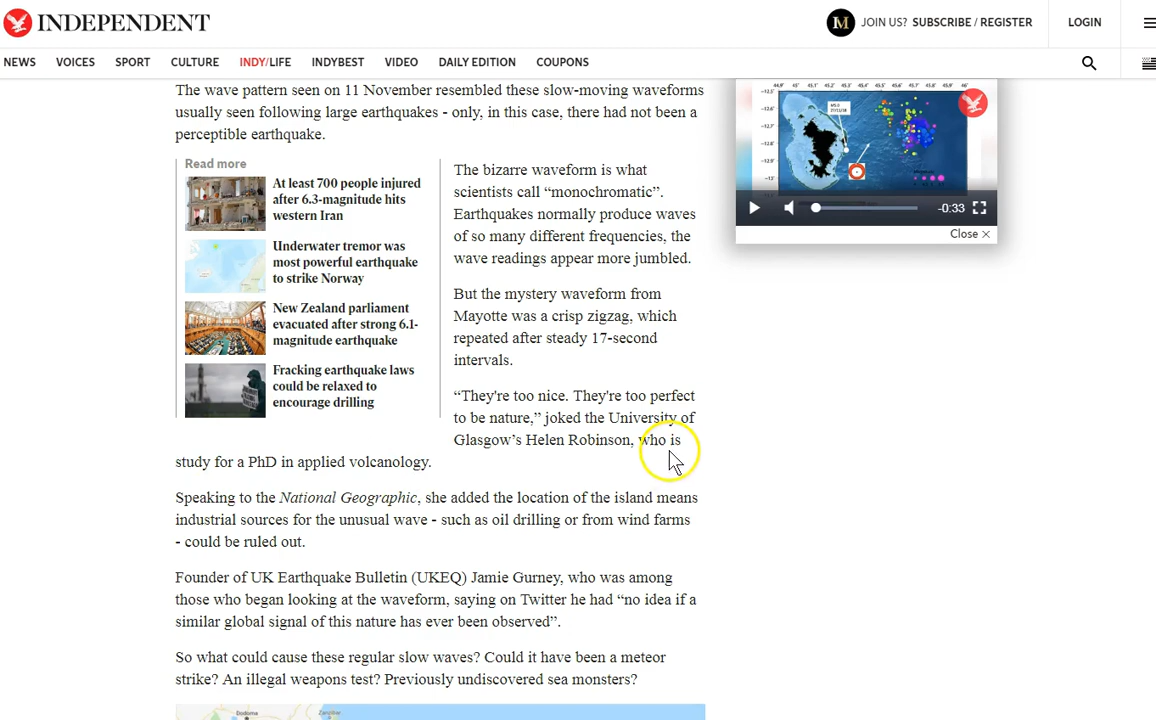 INDEPENDENT
M JOIN US? SUBSCRIBE / REGISTER LOGIN
NEWS VOICES SPORT CULTURE INDY/LIFE INDYBEST VIDEO DAILY EDITION COUPONS
The wave pattern seen on 11 November resembled these slow-moving waveforms
usually seen following large earthquakes - only, in this case, there had not been a
perceptible earthquake.
Read more
At least 700 people injured
after 6.3-magnitude hits
western Iran
Underwater tremor was
most powerful earthquake
to strike Norway
New Zealand parliament
evacuated after strong 6.1-
magnitude earthquake
Fracking earthquake laws
could be relaxed to
encourage drilling
The bizarre waveform is what
scientists call “monochromatic”.
Earthquakes normally produce waves
of so many different frequencies, the
wave readings appear more jumbled.
But the mystery waveform from
Mayotte was a crisp zigzag, which
repeated after steady 17-second
intervals.
“They're too nice. They're too perfect
to be nature,” joked the University of
Glasgow’s Helen Robinson, who is
study for a PhD in applied volcanology.
Speaking to the National Geographic, she added the location of the island means
industrial sources for the unusual wave - such as oil drilling or from wind farms
- could be ruled out.
Founder of UK Earthquake Bulletin (UKEQ) Jamie Gurney, who was among
those who began looking at the waveform, saying on Twitter he had “no idea if a
similar global signal of this nature has ever been observed”.
So what could cause these regular slow waves? Could it have been a meteor
strike? An illegal weapons test? Previously undiscovered sea monsters?
Dodoma
Zanzibar
-0:33
Close ×